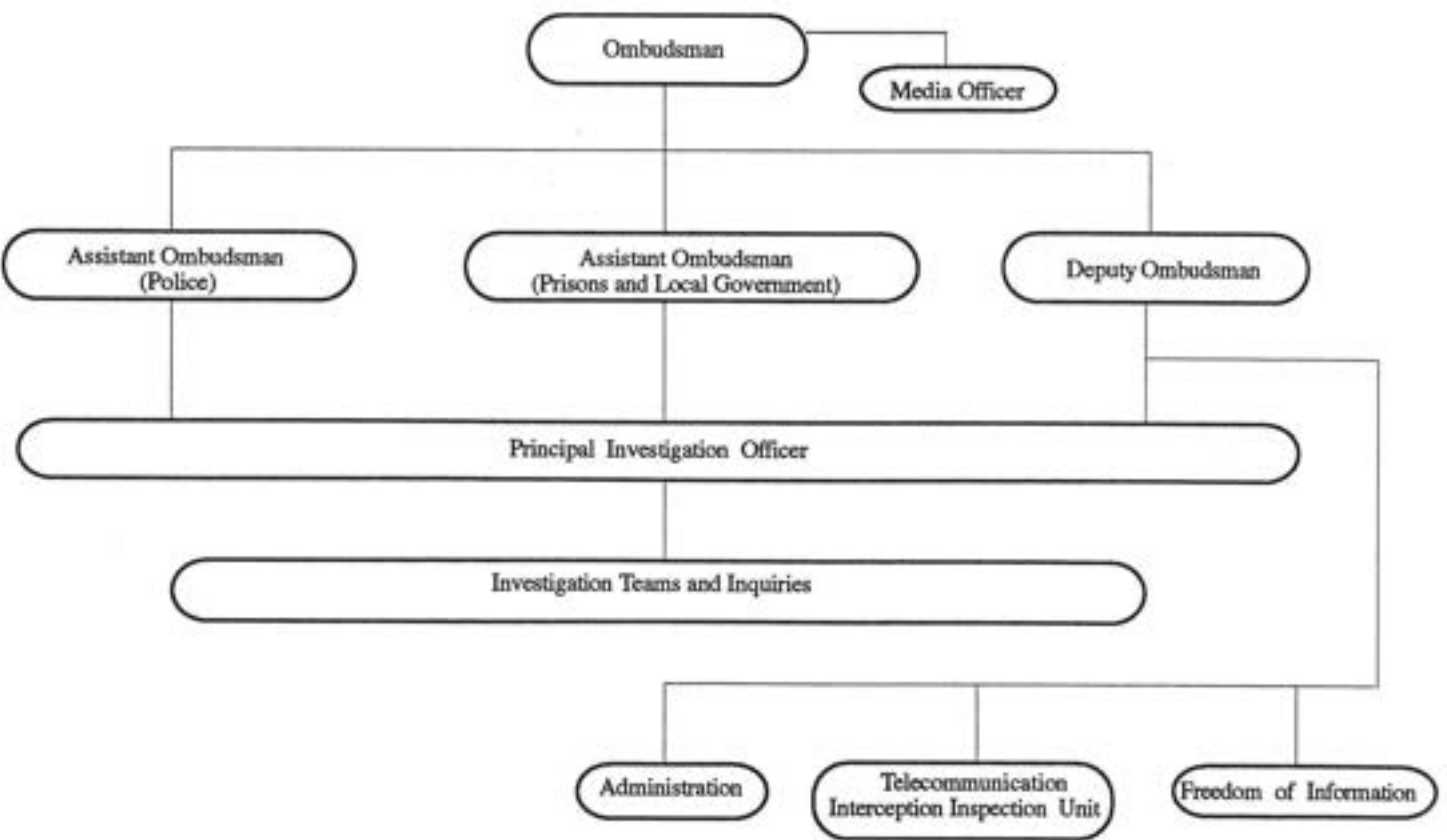 Ombudsman
Media Officer
Assistant Ombudsman
(Police)
Assistant Ombudsman
(Prisons and Local Government)
Deputy Ombudsman
Principal Investigation Officer
Investigation Teams and Inquiries
Administration
Telecommunication
Interception Inspection Unit
Freedom of Information